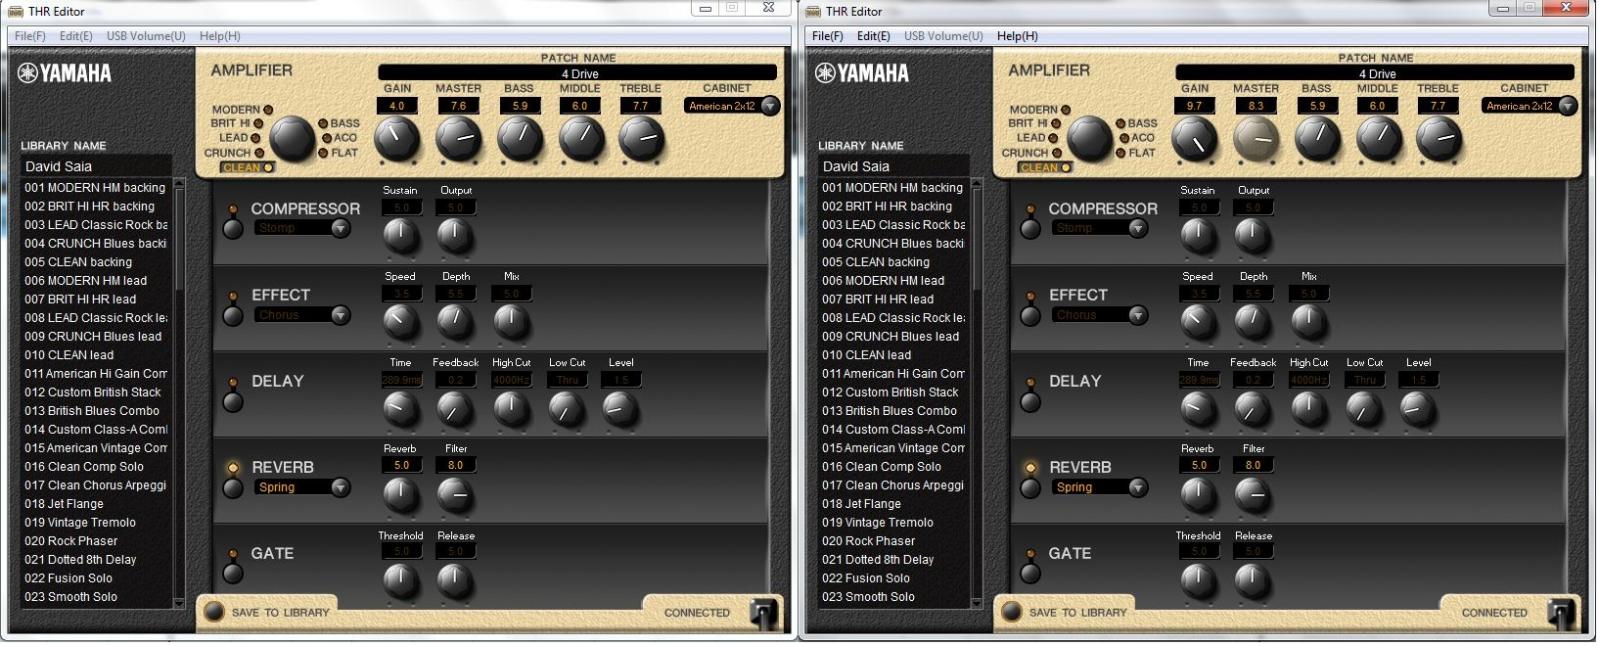 THR Editor
File(F) Edit(E) USB Volume(U) Help(H)
YAMAHA
LIBRARY NAME
David Saia
001 MODERN HM backing
002 BRIT HI HR backing
003 LEAD Classic Rock ba
004 CRUNCH Blues backi
005 CLEAN backing
006 MODERN HM lead
007 BRIT HI HR lead
008 LEAD Classic Rock le
009 CRUNCH Blues lead
010 CLEAN lead
011 American Hi Gain Com
012 Custom British Stack
013 British Blues Combo
014 Custom Class-A Com
015 American Vintage Com
016 Clean Comp Solo
017 Clean Chorus Arpeggi
018 Jet Flange
019 Vintage Tremolo
020 Rock Phaser
021 Dotted 8th Delay
022 Fusion Solo
023 Smooth Solo
AMPLIFIER
PATCH NAME
4 Drive
GAIN MASTER BASS MIDDLE TREBLE CABINET
4.0 7.6 5.9 6.0 7.7 American 2x12
MODERN
BRIT HI BASS
LEAD ACO
CRUNCH FLAT
CLEAN
Sustain Output
COMPRESSOR 5.0 5.0
Stomp
Speed Depth Mix
EFFECT 3.5 5.5 5.0
Chorus
Time Feedback High Cut Low Cut Level
DELAY 289.9ms 0.2 4000Hz Thru 1.5
Reverb Filter
REVERB 5.0 8.0
Spring
Threshold Release
GATE 5.0 5.0
SAVE TO LIBRARY CONNECTED
THR Editor
File(F) Edit(E) USB Volume(U) Help(H)
YAMAHA
LIBRARY NAME
David Saia
001 MODERN HM backing
002 BRIT HI HR backing
003 LEAD Classic Rock ba
004 CRUNCH Blues backi
005 CLEAN backing
006 MODERN HM lead
007 BRIT HI HR lead
008 LEAD Classic Rock le
009 CRUNCH Blues lead
010 CLEAN lead
011 American Hi Gain Com
012 Custom British Stack
013 British Blues Combo
014 Custom Class-A Com
015 American Vintage Com
016 Clean Comp Solo
017 Clean Chorus Arpeggi
018 Jet Flange
019 Vintage Tremolo
020 Rock Phaser
021 Dotted 8th Delay
022 Fusion Solo
023 Smooth Solo
AMPLIFIER
PATCH NAME
4 Drive
GAIN MASTER BASS MIDDLE TREBLE CABINET
9.7 8.3 5.9 6.0 7.7 American 2x12
MODERN
BRIT HI BASS
LEAD ACO
CRUNCH FLAT
CLEAN
Sustain Output
COMPRESSOR 5.0 5.0
Stomp
Speed Depth Mix
EFFECT 3.5 5.5 5.0
Chorus
Time Feedback High Cut Low Cut Level
DELAY 289.9ms 0.2 4000Hz Thru 1.5
Reverb Filter
REVERB 5.0 8.0
Spring
Threshold Release
GATE 5.0 5.0
SAVE TO LIBRARY CONNECTED